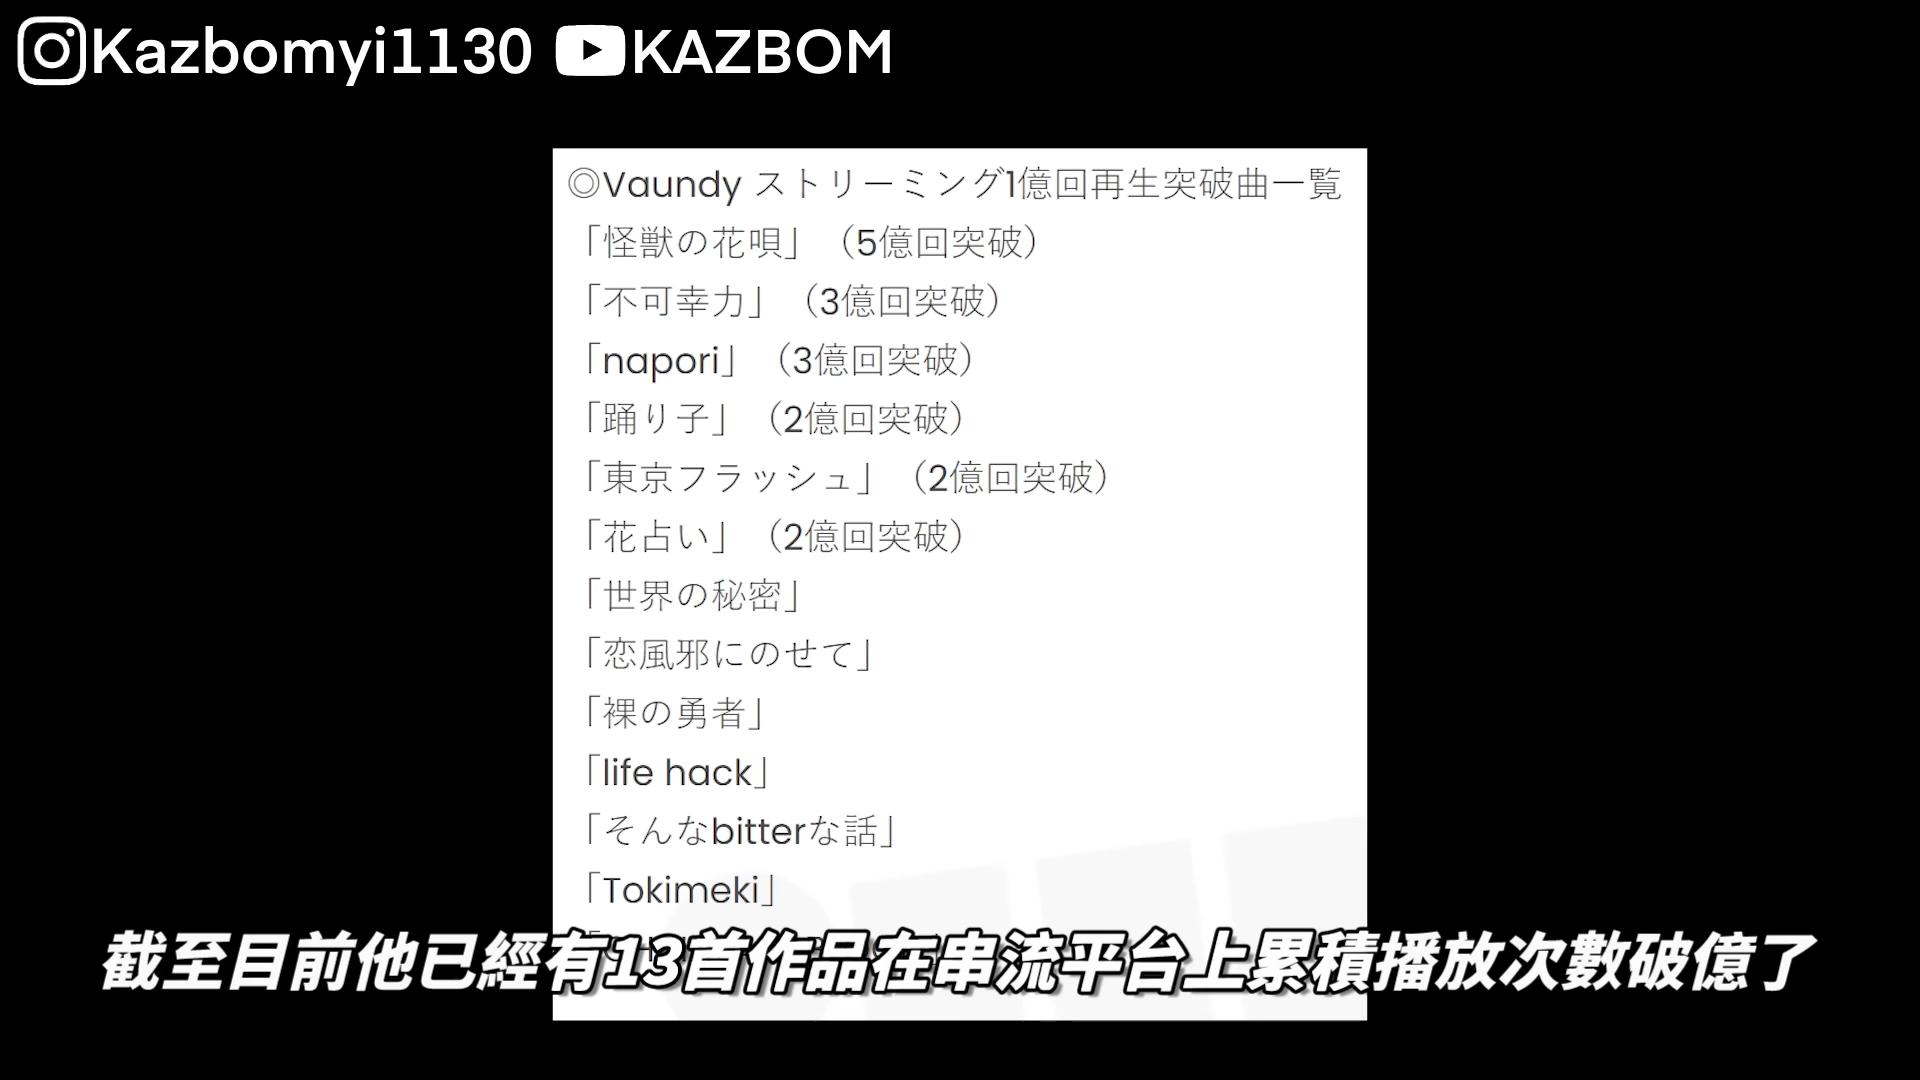 Kazbomyi1130 KAZBOM
◎Vaundy ストリーミング1億回再生突破曲一覧
「怪獣の花唄」（5億回突破）
「不可幸力」（3億回突破）
「napori」（3億回突破）
「踊り子」（2億回突破）
「東京フラッシュ」（2億回突破）
「花占い」（2億回突破）
「世界の秘密」
「恋風邪にのせて」
「裸の勇者」
「life hack」
「そんなbitterな話」
「Tokimeki」
截至目前他已經有13首作品在串流平台上累積播放次數破億了